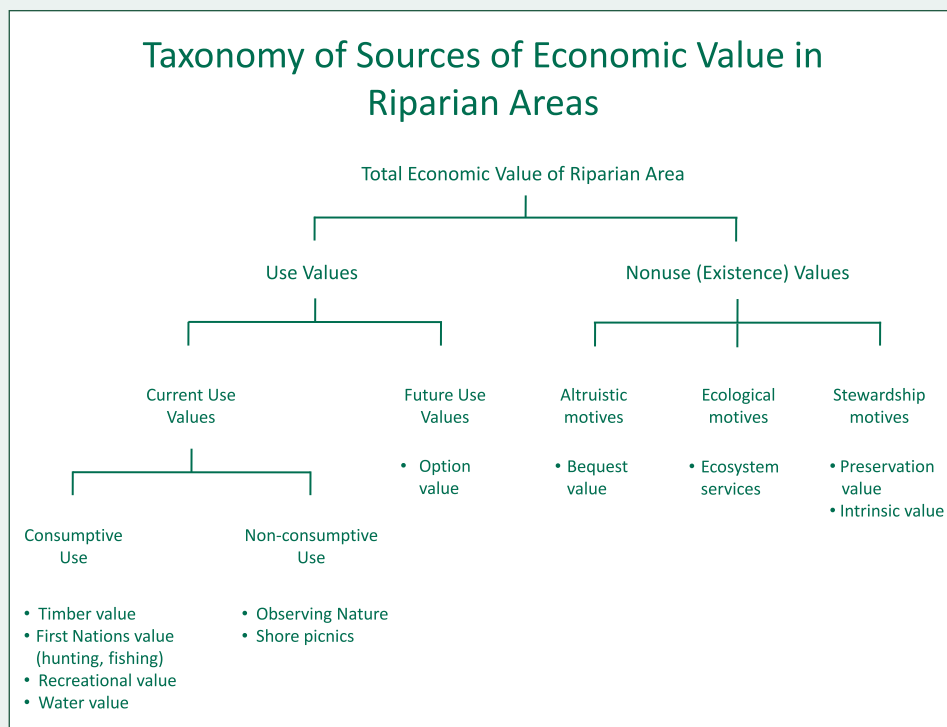 Taxonomy of Sources of Economic Value in
Riparian Areas
Total Economic Value of Riparian Area
Use Values
Nonuse (Existence) Values
Current Use
Values
Future Use
Values
• Option
value
Altruistic
motives
• Bequest
value
Ecological
motives
• Ecosystem
services
Stewardship
motives
• Preservation
value
• Intrinsic value
Consumptive
Use
• Timber value
• First Nations value
(hunting, fishing)
• Recreational value
• Water value
Non-consumptive
Use
• Observing Nature
• Shore picnics